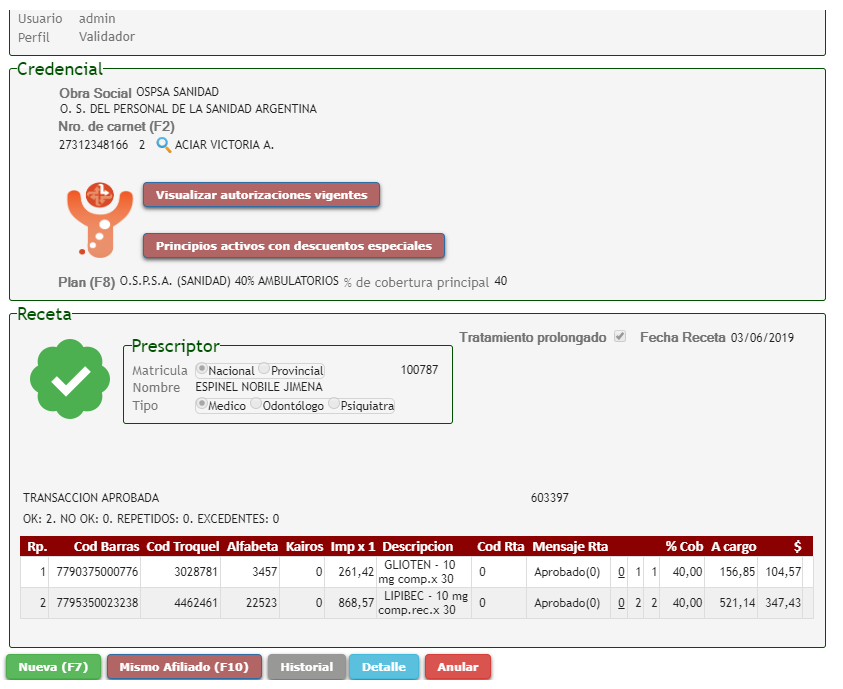 Usuario admin
Perfil Validador
Credencial
Obra Social OSPSA SANIDAD
O. S. DEL PERSONAL DE LA SANIDAD ARGENTINA
Nro. de carnet (F2)
27312348166 2 ACIAR VICTORIA A.
Visualizar autorizaciones vigentes
Principios activos con descuentos especiales
Plan (F8) O.S.P.S.A. (SANIDAD) 40% AMBULATORIOS % de cobertura principal 40
Receta
Tratamiento prolongado Fecha Receta 03/06/2019
Prescriptor
Matricula Nacional Provincial 100787
Nombre ESPINEL NOBILE JIMENA
Tipo Medico Odontólogo Psiquiatra
TRANSACCION APROBADA 603397
OK: 2. NO OK: 0. REPETIDOS: 0. EXCEDENTES: 0
Rp. Cod Barras Cod Troquel Alfabeta Kairos Imp x 1 Descripcion Cod Rta Mensaje Rta % Cob A cargo $
1 7790375000776 3028781 3457 0 261,42 GLIOTEN - 10 mg comp.x 30 0 Aprobado(0) 0 1 1 40,00 156,85 104,57
2 7795350023238 4462461 22523 0 868,57 LIPIBEC - 10 mg comp.rec.x 30 0 Aprobado(0) 0 2 2 40,00 521,14 347,43
Nueva (F7) Mismo Afiliado (F10) Historial Detalle Anular